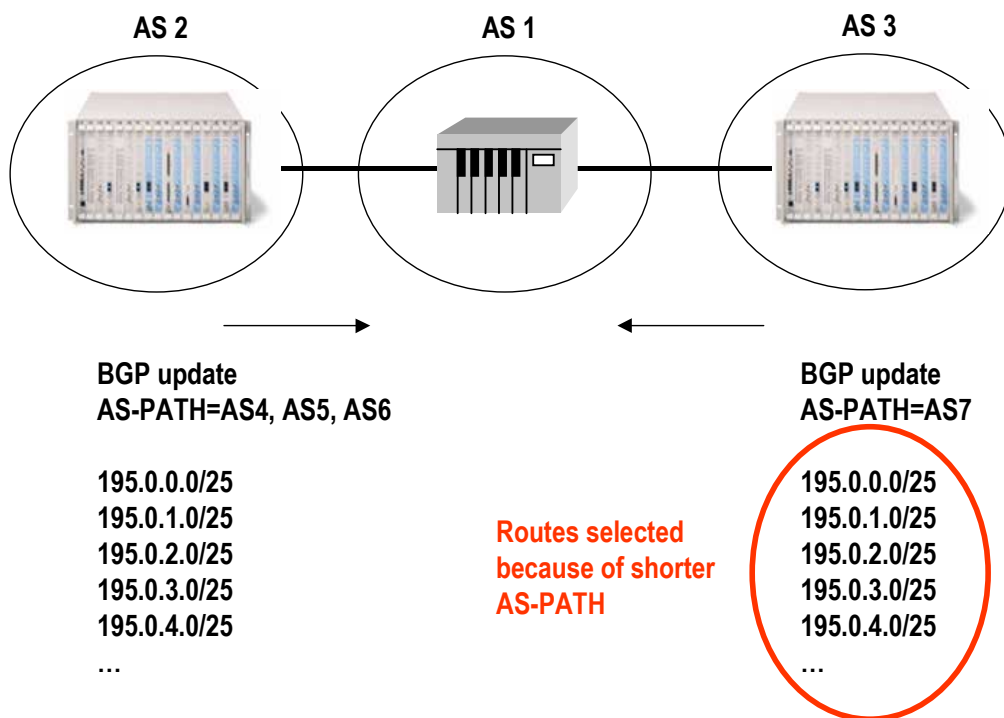 AS 2
AS 1
AS 3
BGP update
AS-PATH=AS4, AS5, AS6
195.0.0.0/25
195.0.1.0/25
195.0.2.0/25
195.0.3.0/25
195.0.4.0/25
…
Routes selected
because of shorter
AS-PATH
BGP update
AS-PATH=AS7
195.0.0.0/25
195.0.1.0/25
195.0.2.0/25
195.0.3.0/25
195.0.4.0/25
…